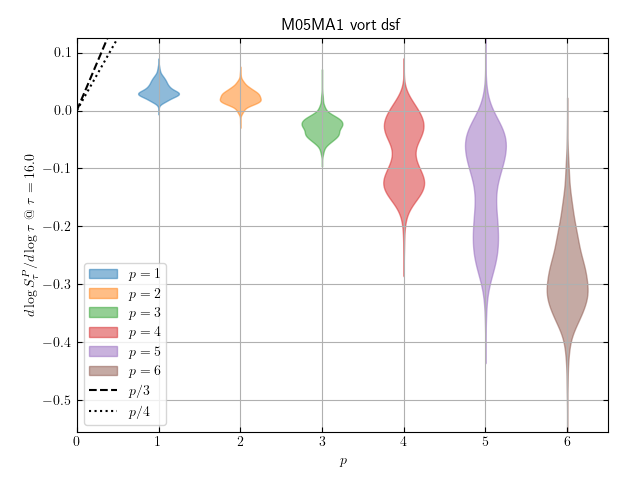 M05MA1 vort dsf
d log S_τ^P / d log τ @ τ = 16.0
0.1
0.0
−0.1
−0.2
−0.3
−0.4
−0.5
p = 1
p = 2
p = 3
p = 4
p = 5
p = 6
p/3
p/4
0 1 2 3 4 5 6
p